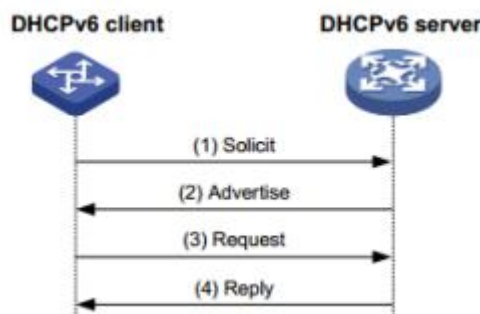 DHCPv6 client DHCPv6 server
(1) Solicit
(2) Advertise
(3) Request
(4) Reply